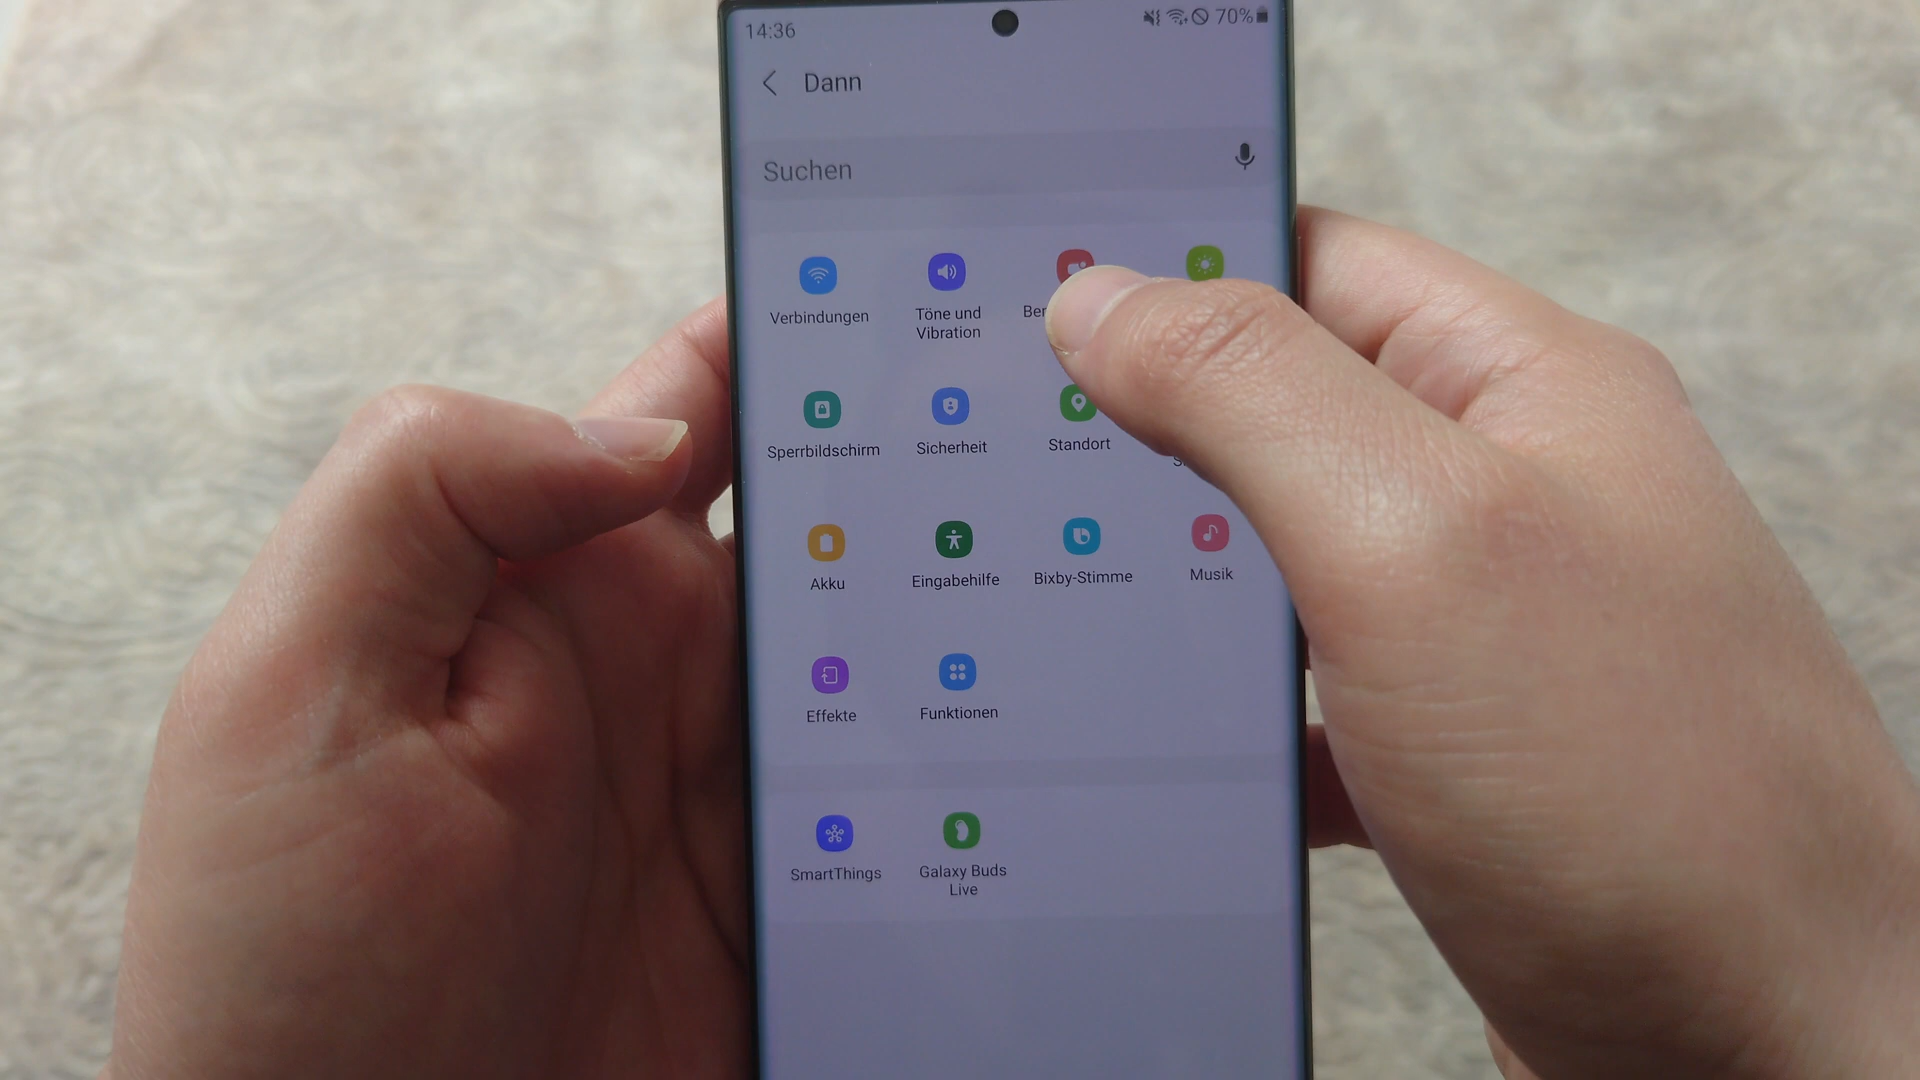 14:36
70%
Dann
Suchen
Verbindungen
Töne und
Vibration
Sperrbildschirm
Sicherheit
Standort
Akku
Eingabehilfe
Bixby-Stimme
Musik
Effekte
Funktionen
SmartThings
Galaxy Buds
Live